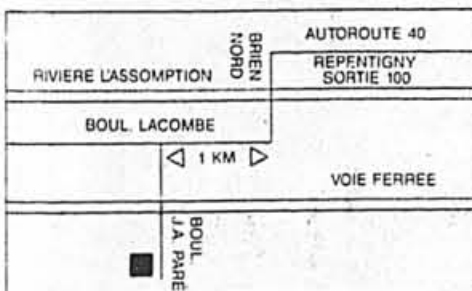 AUTOROUTE 40
BRIEN
NORD
REPENTIGNY
SORTIE 100
RIVIERE L'ASSOMPTION
BOUL. LACOMBE
1 KM
VOIE FERREE
BOUL.
J.A. PARÉ